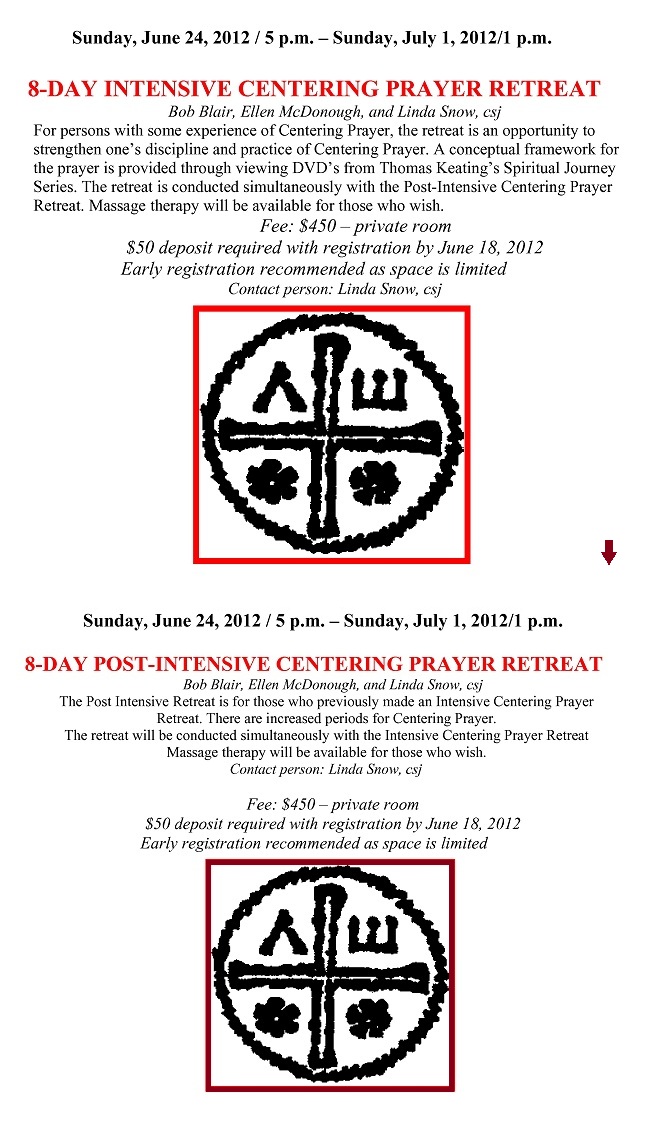 Sunday, June 24, 2012 / 5 p.m. – Sunday, July 1, 2012/1 p.m.
8-DAY INTENSIVE CENTERING PRAYER RETREAT
Bob Blair, Ellen McDonough, and Linda Snow, csj
For persons with some experience of Centering Prayer, the retreat is an opportunity to
strengthen one’s discipline and practice of Centering Prayer. A conceptual framework for
the prayer is provided through viewing DVD’s from Thomas Keating’s Spiritual Journey
Series. The retreat is conducted simultaneously with the Post-Intensive Centering Prayer
Retreat. Massage therapy will be available for those who wish.
Fee: $450 – private room
$50 deposit required with registration by June 18, 2012
Early registration recommended as space is limited
Contact person: Linda Snow, csj
Sunday, June 24, 2012 / 5 p.m. – Sunday, July 1, 2012/1 p.m.
8-DAY POST-INTENSIVE CENTERING PRAYER RETREAT
Bob Blair, Ellen McDonough, and Linda Snow, csj
The Post Intensive Retreat is for those who previously made an Intensive Centering Prayer
Retreat. There are increased periods for Centering Prayer.
The retreat will be conducted simultaneously with the Intensive Centering Prayer Retreat
Massage therapy will be available for those who wish.
Contact person: Linda Snow, csj
Fee: $450 – private room
$50 deposit required with registration by June 18, 2012
Early registration recommended as space is limited